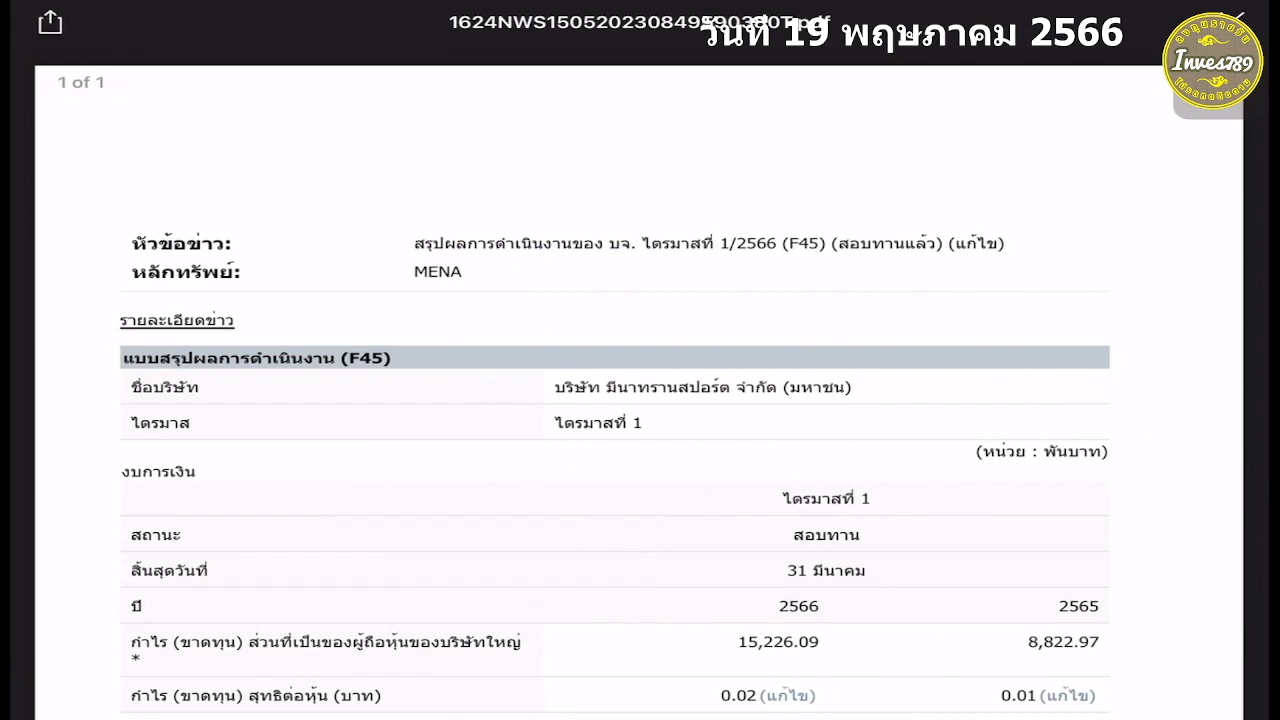 วันที่ 19 พฤษภาคม 2566
Inves789
1 of 1
หัวข้อข่าว: สรุปผลการดำเนินงานของ บจ. ไตรมาสที่ 1/2566 (F45) (สอบทานแล้ว) (แก้ไข)
หลักทรัพย์: MENA
รายละเอียดข่าว
แบบสรุปผลการดำเนินงาน (F45)
ชื่อบริษัท บริษัท มีนาทรานสปอร์ต จำกัด (มหาชน)
ไตรมาส ไตรมาสที่ 1
(หน่วย : พันบาท)
งบการเงิน
ไตรมาสที่ 1
สถานะ สอบทาน
สิ้นสุดวันที่ 31 มีนาคม
ปี 2566 2565
กำไร (ขาดทุน) ส่วนที่เป็นของผู้ถือหุ้นของบริษัทใหญ่ 15,226.09 8,822.97
*
กำไร (ขาดทุน) สุทธิต่อหุ้น (บาท) 0.02 (แก้ไข) 0.01 (แก้ไข)